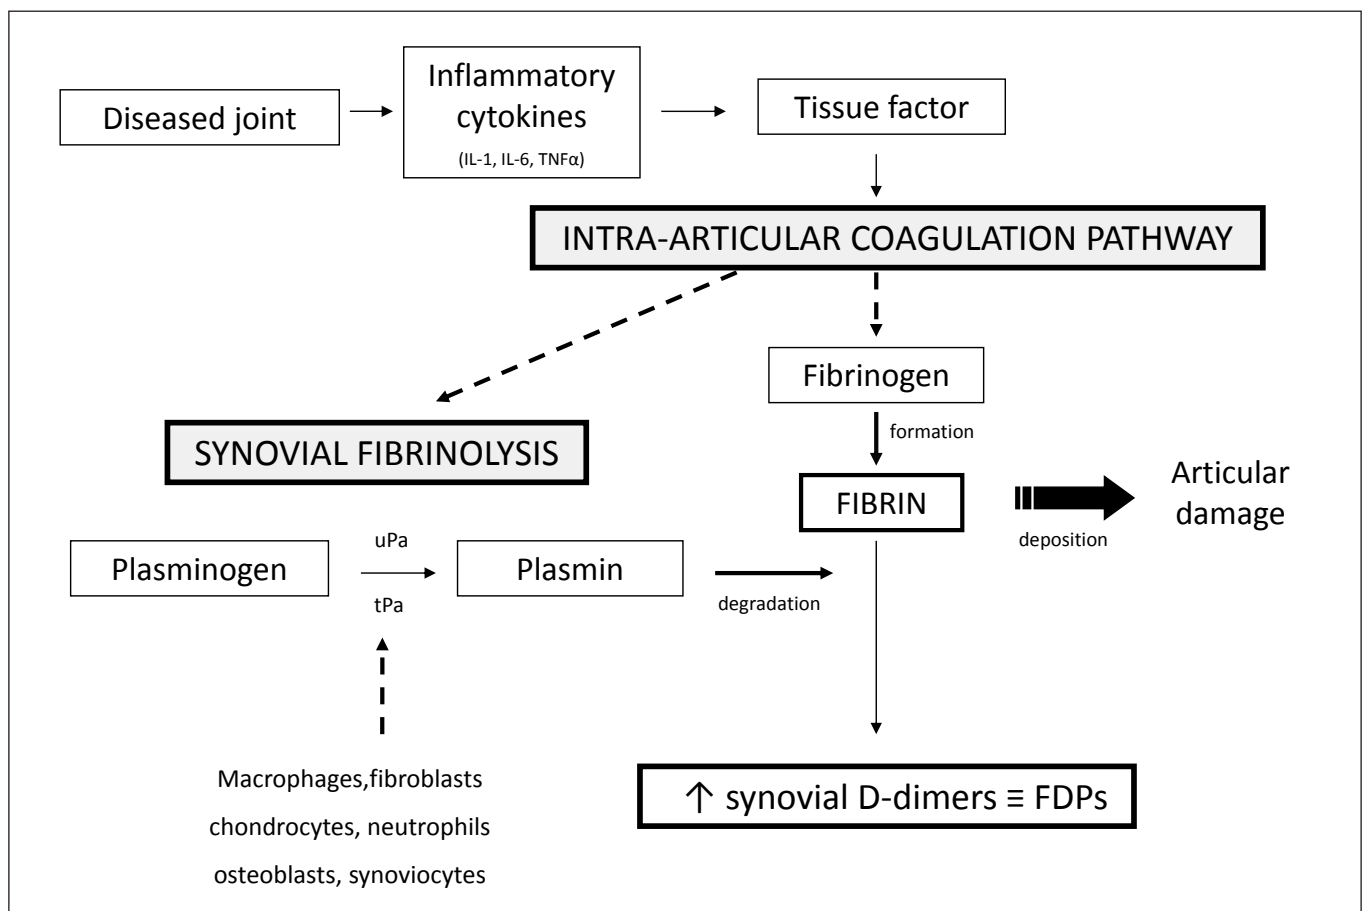 Diseased joint
Inflammatory
cytokines
(IL-1, IL-6, TNFα)
Tissue factor
INTRA-ARTICULAR COAGULATION PATHWAY
Fibrinogen
formation
SYNOVIAL FIBRINOLYSIS
FIBRIN
deposition
Articular
damage
Plasminogen
uPa
tPa
Plasmin
degradation
Macrophages,fibroblasts
chondrocytes, neutrophils
osteoblasts, synoviocytes
↑ synovial D-dimers ≡ FDPs